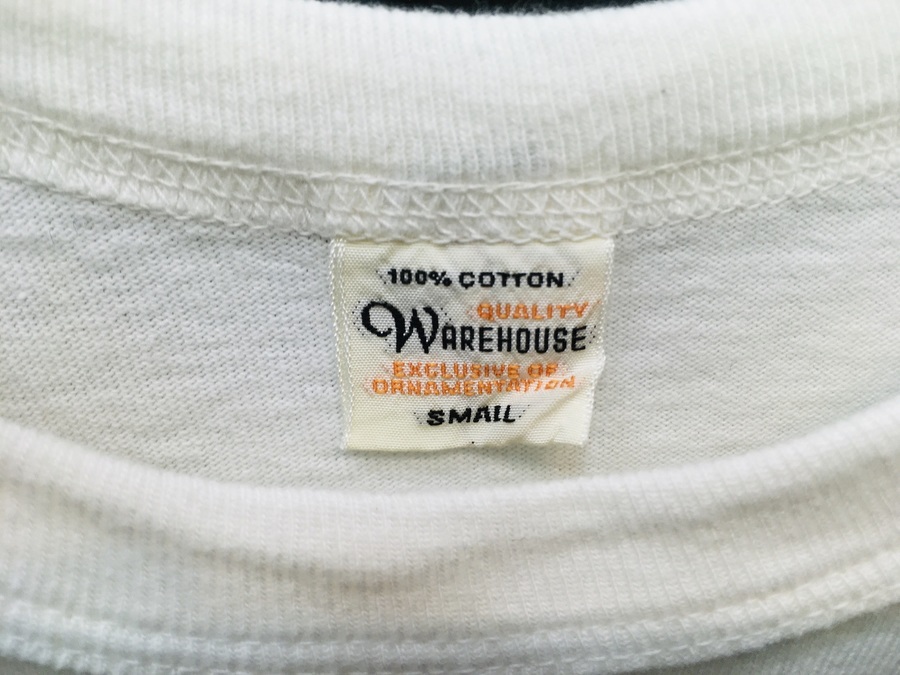 100% COTTON
QUALITY
WAREHOUSE
EXCLUSIVE OF
ORNAMENTATION
SMALL